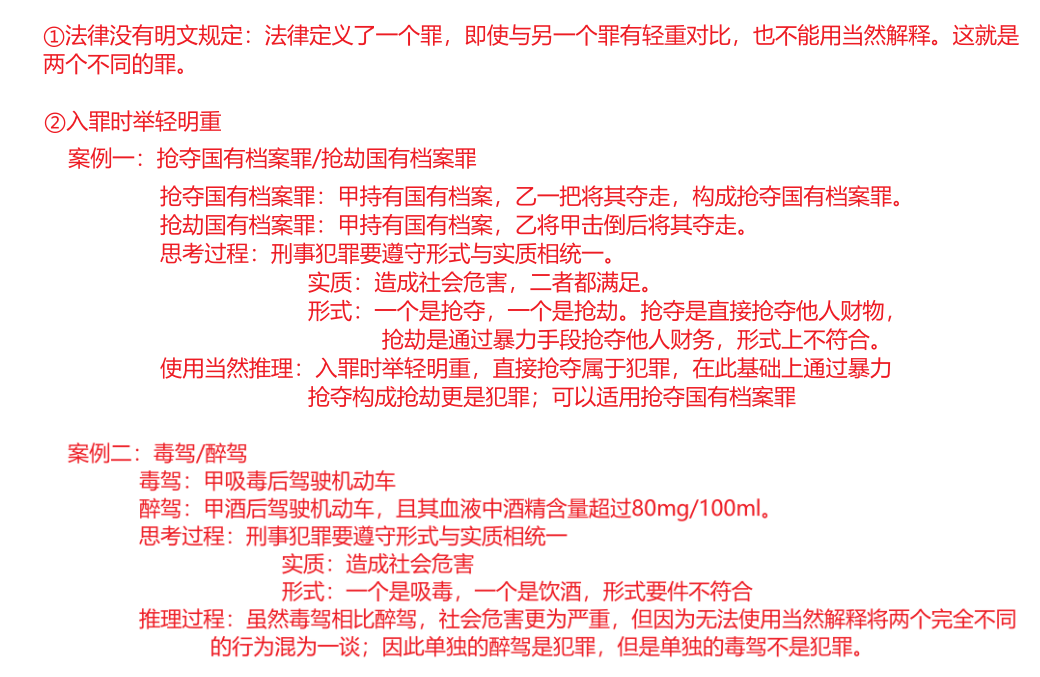 ①法律没有明文规定：法律定义了一个罪，即使与另一个罪有轻重对比，也不能用当然解释。这就是
两个不同的罪。
②入罪时举轻明重
案例一：抢夺国有档案罪/抢劫国有档案罪
抢夺国有档案罪：甲持有国有档案，乙一把将其夺走，构成抢夺国有档案罪。
抢劫国有档案罪：甲持有国有档案，乙将甲击倒后将其夺走。
思考过程：刑事犯罪要遵守形式与实质相统一。
实质：造成社会危害，二者都满足。
形式：一个是抢夺，一个是抢劫。抢夺是直接抢夺他人财物，
抢劫是通过暴力手段抢夺他人财务，形式上不符合。
使用当然推理：入罪时举轻明重，直接抢夺属于犯罪，在此基础上通过暴力
抢夺构成抢劫更是犯罪；可以适用抢夺国有档案罪
案例二：毒驾/醉驾
毒驾：甲吸毒后驾驶机动车
醉驾：甲酒后驾驶机动车，且其血液中酒精含量超过80mg/100ml。
思考过程：刑事犯罪要遵守形式与实质相统一
实质：造成社会危害
形式：一个是吸毒，一个是饮酒，形式要件不符合
推理过程：虽然毒驾相比醉驾，社会危害更为严重，但因为无法使用当然解释将两个完全不同
的行为混为一谈；因此单独的醉驾是犯罪，但是单独的毒驾不是犯罪。